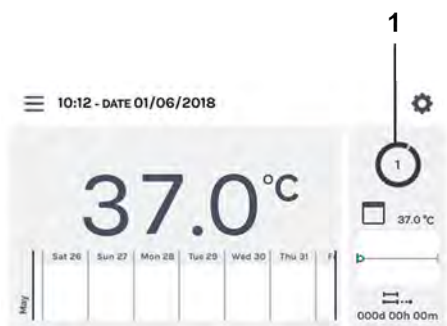 1
10:12 - DATE 01/06/2018
1
37.0°C
37.0 °C
Sat 26 Sun 27 Mon 28 Tue 29 Wed 30 Thu 31 F
May
000d 00h 00m